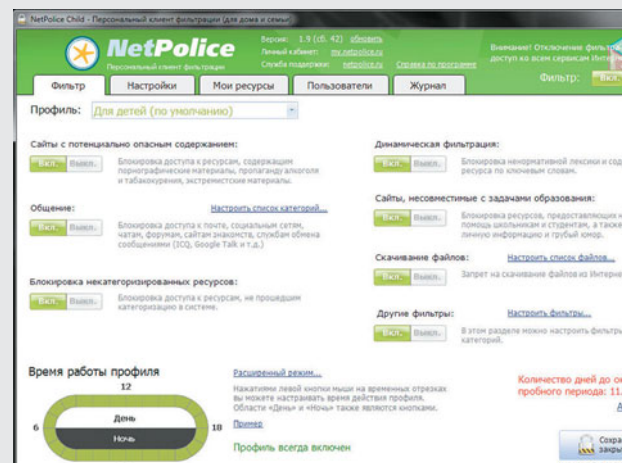 NetPolice Child - Персональный клиент фильтрации (для дома и семьи
NetPolice
Персональный клиент фильтрации
Версия: 1.9 (сб. 42) обновить
Личный кабинет: my.netpolice.ru
Служба поддержки: netpolice.ru Справка по программе
Внимание! Отключение фильтра
доступ ко всем сервисам Интерн
Фильтр: Вкл.
Фильтр Настройки Мои ресурсы Пользователи Журнал
Профиль: Для детей (по умолчанию)
Сайты с потенциально опасным содержанием:
Вкл. Выкл.
Блокировка доступа к ресурсам, содержащим
порнографические материалы, пропаганду алкоголя
и табакокурения, экстремистские материалы.
Общение: Настроить список категорий...
Вкл. Выкл.
Блокировка доступа к почте, социальным сетям,
чатам, форумам, сайтам знакомств, службам обмена
сообщениями (ICQ, Google Talk и т.д.)
Блокировка некатегоризированных ресурсов:
Вкл. Выкл.
Блокировка доступа к ресурсам, не прошедшим
категоризацию в системе.
Динамическая фильтрация:
Вкл. Выкл.
Блокировка ненормативной лексики и сод
ресурса по ключевым словам.
Сайты, несовместимые с задачами образования:
Вкл. Выкл.
Блокировка ресурсов, предоставляющих н
помощь школьникам и студентам, а также
личную информацию и грубый юмор.
Скачивание файлов: Настроить список файлов...
Вкл. Выкл.
Запрет на скачивание файлов из Интерне
Другие фильтры: Настроить фильтры...
Вкл. Выкл.
В этом разделе можно настроить фильтры
категорий.
Время работы профиля
12
6
День
Ночь
18
Расширенный режим...
Нажатиями левой кнопки мыши на временных отрезках
вы можете настраивать время действия профиля.
Области «День» и «Ночь» также являются кнопками.
Пример
Профиль всегда включен
Количество дней до ок
пробного периода: 11.
А
Сохра
закры